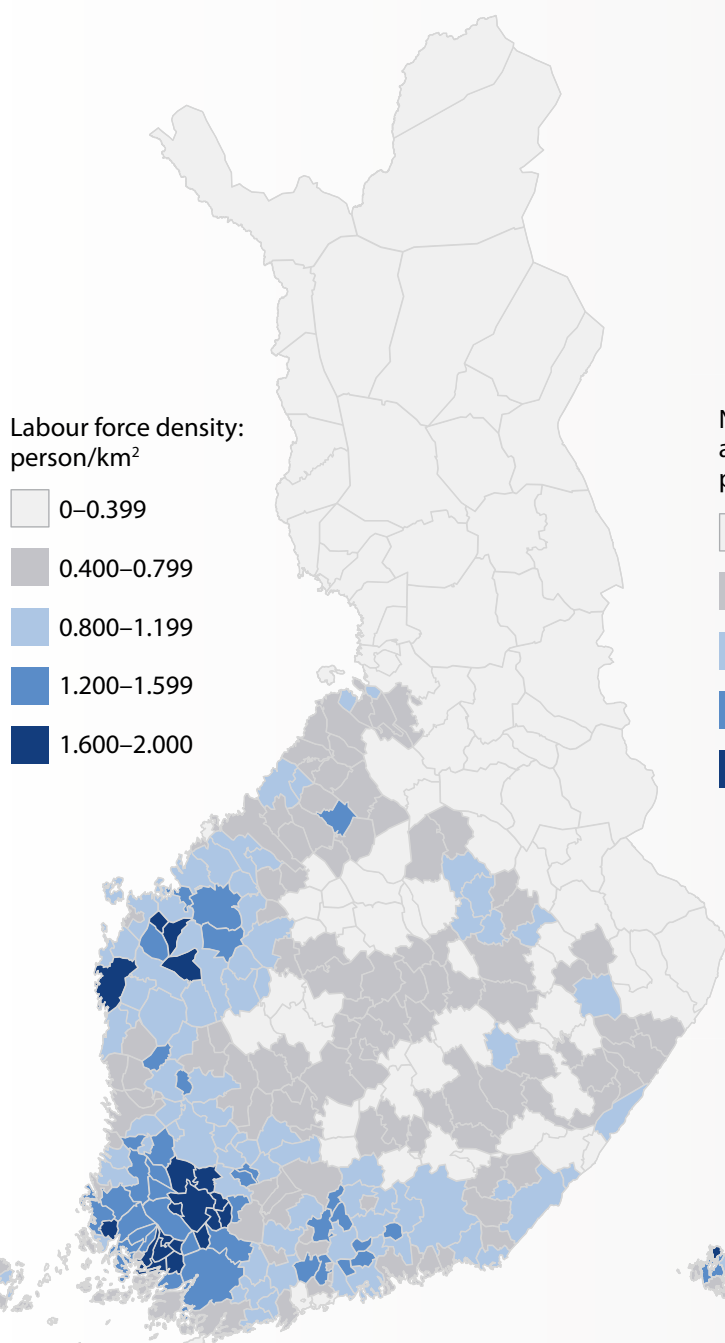 Labour force density:
person/km²
0–0.399
0.400–0.799
0.800–1.199
1.200–1.599
1.600–2.000
N
a
p